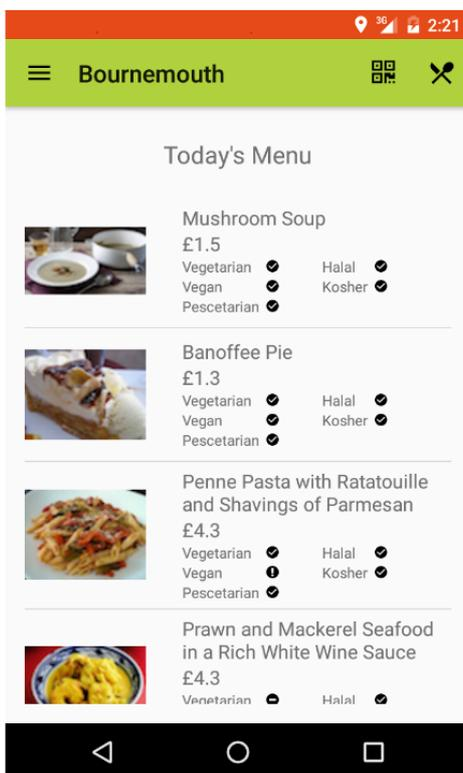 3G 2:21
Bournemouth
Today's Menu
Mushroom Soup
£1.5
Vegetarian Halal
Vegan Kosher
Pescetarian
Banoffee Pie
£1.3
Vegetarian Halal
Vegan Kosher
Pescetarian
Penne Pasta with Ratatouille
and Shavings of Parmesan
£4.3
Vegetarian Halal
Vegan Kosher
Pescetarian
Prawn and Mackerel Seafood
in a Rich White Wine Sauce
£4.3
Vegetarian Halal